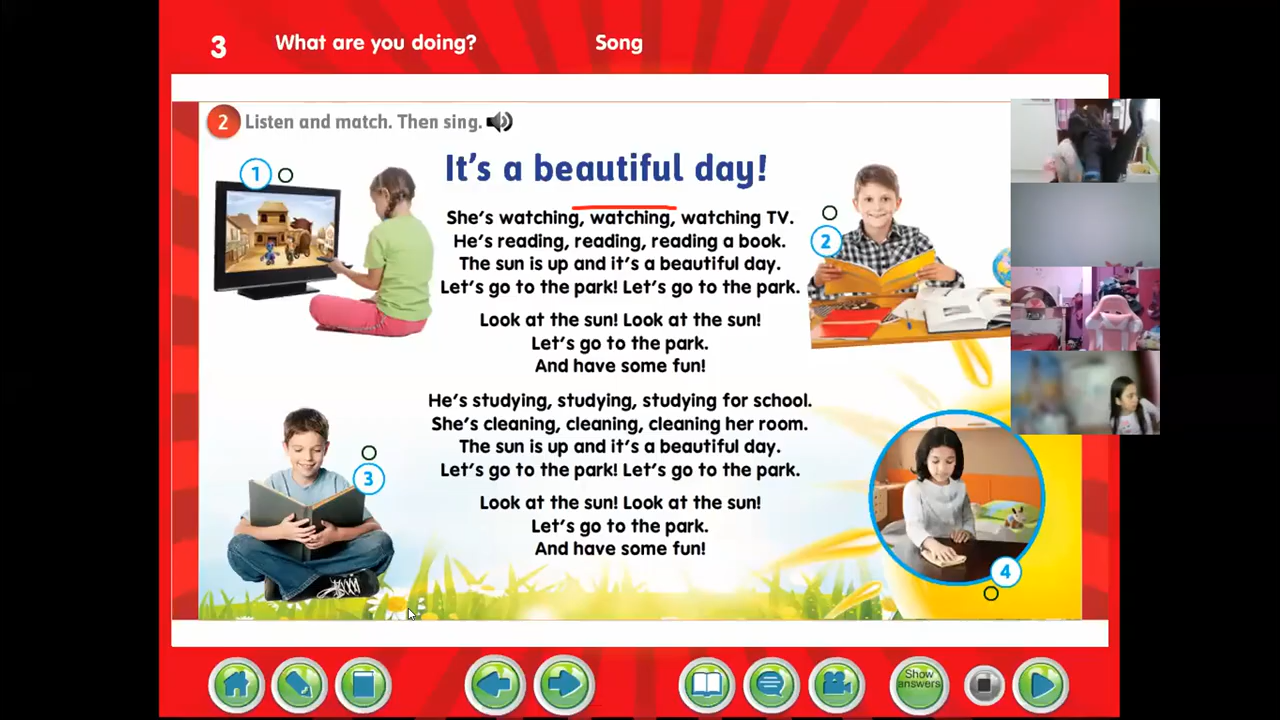 3 What are you doing? Song
2 Listen and match. Then sing.
It's a beautiful day!
1
She's watching, watching, watching TV.
He's reading, reading, reading a book.
2
The sun is up and it's a beautiful day.
Let's go to the park! Let's go to the park.
Look at the sun! Look at the sun!
Let's go to the park.
And have some fun!
He's studying, studying, studying for school.
She's cleaning, cleaning, cleaning her room.
The sun is up and it's a beautiful day.
Let's go to the park! Let's go to the park.
3
Look at the sun! Look at the sun!
Let's go to the park.
And have some fun!
4
Show
answers